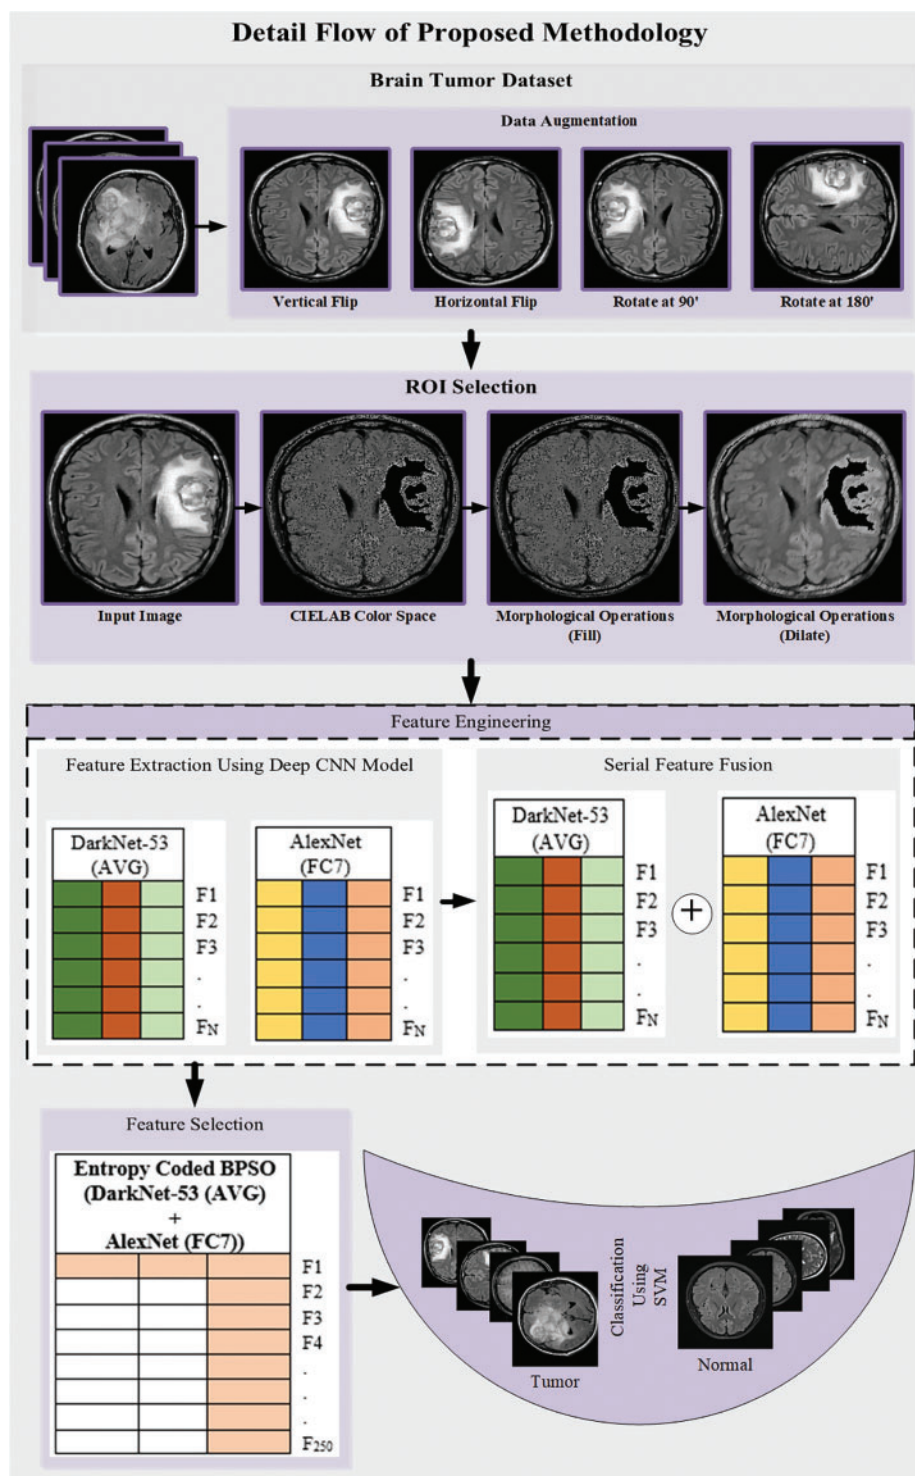 Detail Flow of Proposed Methodology
Brain Tumor Dataset
Data Augmentation
Vertical Flip
Horizontal Flip
Rotate at 90'
Rotate at 180'
ROI Selection
Input Image
CIELAB Color Space
Morphological Operations
(Fill)
Morphological Operations
(Dilate)
Feature Engineering
Feature Extraction Using Deep CNN Model
DarkNet-53
(AVG)
F1
F2
F3
.
.
FN
AlexNet
(FC7)
F1
F2
F3
.
.
FN
Serial Feature Fusion
DarkNet-53
(AVG)
F1
F2
F3
.
.
FN
+
AlexNet
(FC7)
F1
F2
F3
.
.
FN
Feature Selection
Entropy Coded BPSO
(DarkNet-53 (AVG)
+
AlexNet (FC7))
F1
F2
F3
F4
.
.
.
F250
Tumor
Classification
Using
SVM
Normal